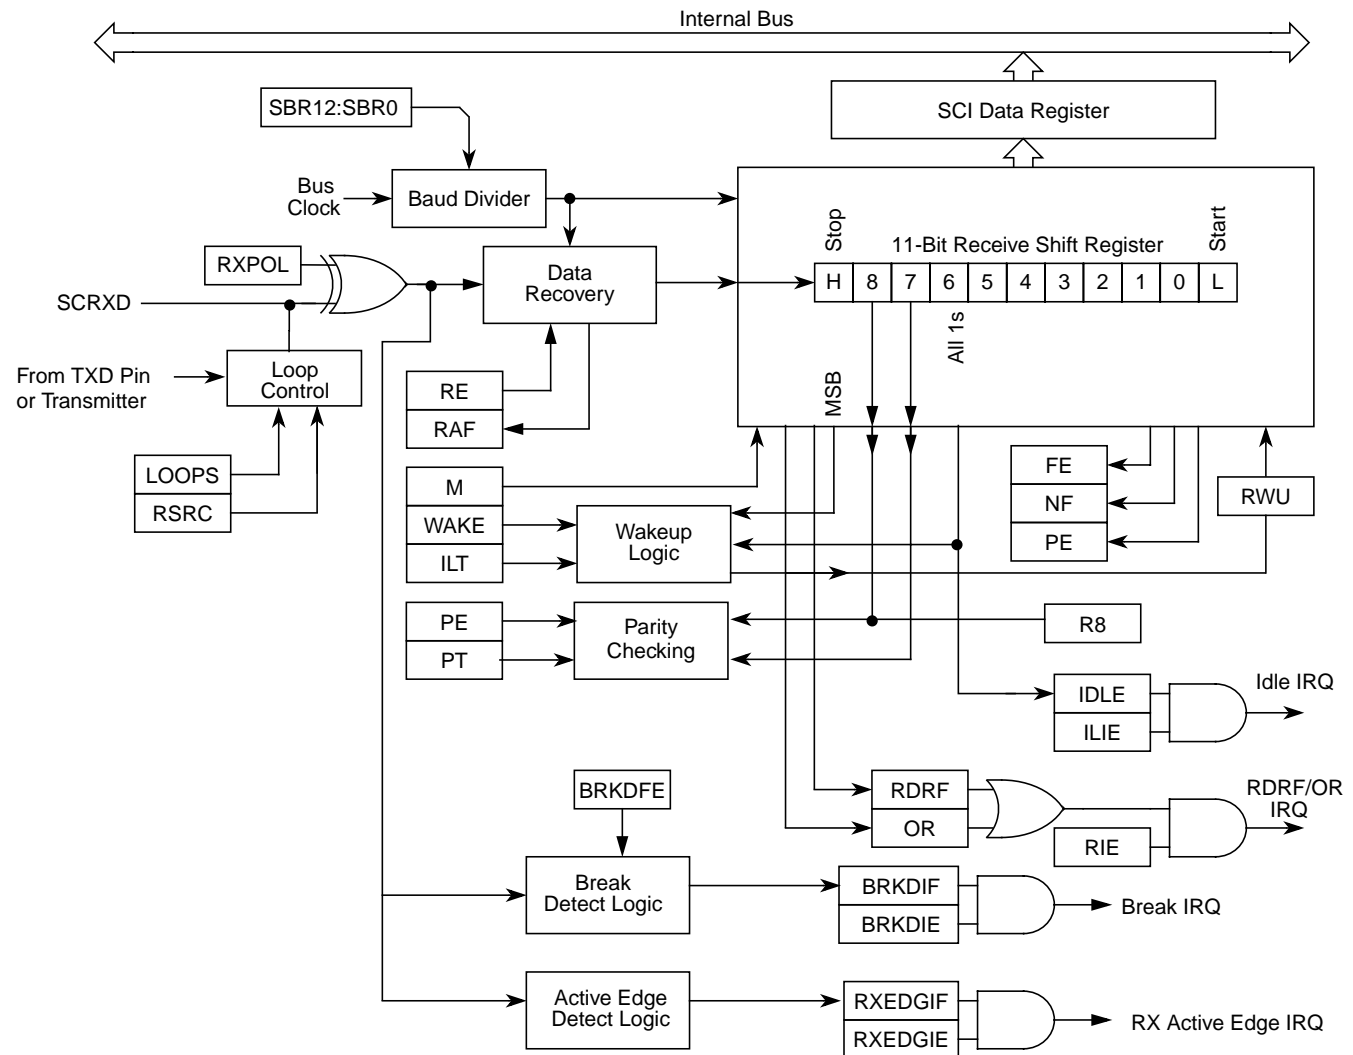 Internal Bus
SBR12:SBR0
SCI Data Register
Bus
Clock
Baud Divider
Stop
11-Bit Receive Shift Register
Start
RXPOL
Data
Recovery
H 8 7 6 5 4 3 2 1 0 L
SCRXD
All 1s
From TXD Pin
or Transmitter
Loop
Control
RE
MSB
RAF
LOOPS
RSRC
M
WAKE
ILT
Wakeup
Logic
FE
NF
PE
RWU
PE
PT
Parity
Checking
R8
IDLE
ILIE
Idle IRQ
BRKDFE
RDRF
OR
RIE
RDRF/OR
IRQ
Break
Detect Logic
BRKDIF
BRKDIE
Break IRQ
Active Edge
Detect Logic
RXEDGIF
RXEDGIE
RX Active Edge IRQ